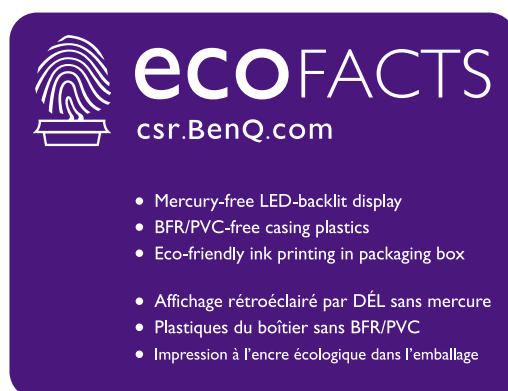 ecoFACTS
csr.BenQ.com
• Mercury-free LED-backlit display
• BFR/PVC-free casing plastics
• Eco-friendly ink printing in packaging box
• Affichage rétroéclairé par DÉL sans mercure
• Plastiques du boîtier sans BFR/PVC
• Impression à l'encre écologique dans l'emballage